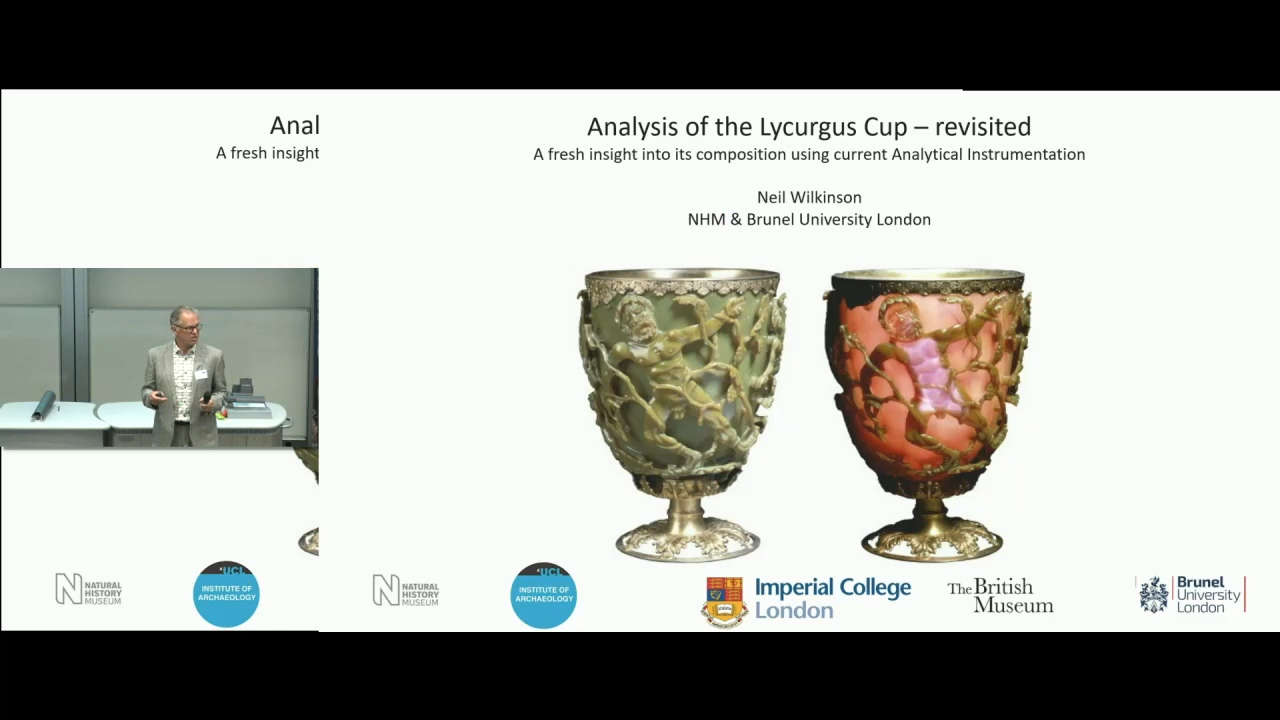 Anal
A fresh insight
Analysis of the Lycurgus Cup – revisited
A fresh insight into its composition using current Analytical Instrumentation
Neil Wilkinson
NHM & Brunel University London
NATURAL
HISTORY
MUSEUM
UCL
INSTITUTE OF
ARCHAEOLOGY
NATURAL
HISTORY
MUSEUM
UCL
INSTITUTE OF
ARCHAEOLOGY
Imperial College
London
The British
Museum
Brunel
University
London